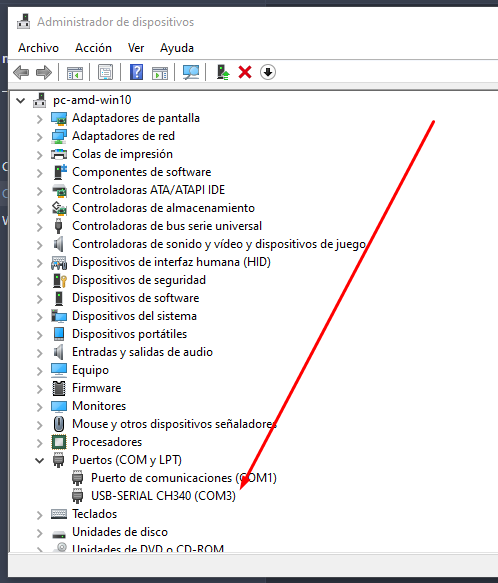 Administrador de dispositivos
Archivo Acción Ver Ayuda
pc-amd-win10
Adaptadores de pantalla
Adaptadores de red
Colas de impresión
Componentes de software
Controladoras ATA/ATAPI IDE
Controladoras de almacenamiento
Controladoras de bus serie universal
Controladoras de sonido y vídeo y dispositivos de juego
Dispositivos de interfaz humana (HID)
Dispositivos de seguridad
Dispositivos de software
Dispositivos del sistema
Dispositivos portátiles
Entradas y salidas de audio
Equipo
Firmware
Monitores
Mouse y otros dispositivos señaladores
Procesadores
Puertos (COM y LPT)
Puerto de comunicaciones (COM1)
USB-SERIAL CH340 (COM3)
Teclados
Unidades de disco
Unidades de DVD o CD-ROM